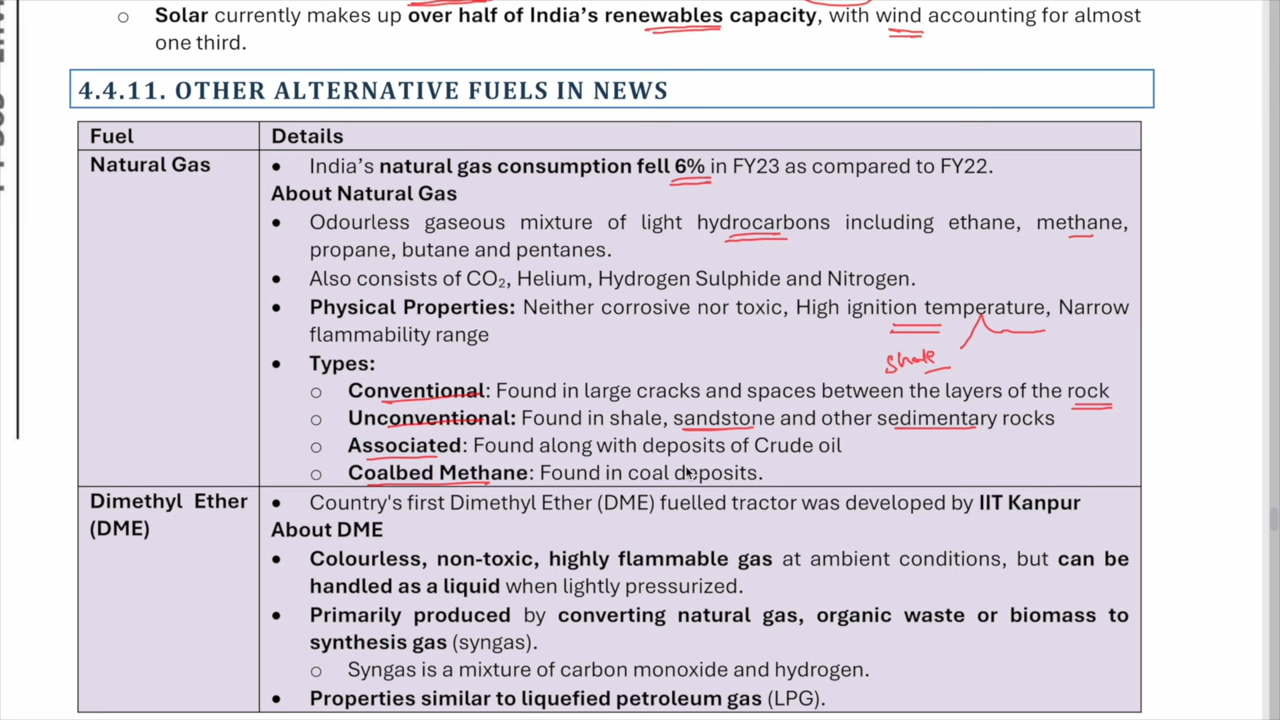 ○ Solar currently makes up over half of India's renewables capacity, with wind accounting for almost
one third.
4.4.11. OTHER ALTERNATIVE FUELS IN NEWS
Fuel Details
Natural Gas • India's natural gas consumption fell 6% in FY23 as compared to FY22.
About Natural Gas
• Odourless gaseous mixture of light hydrocarbons including ethane, methane,
propane, butane and pentanes.
• Also consists of CO₂, Helium, Hydrogen Sulphide and Nitrogen.
• Physical Properties: Neither corrosive nor toxic, High ignition temperature, Narrow
flammability range
shale
• Types:
○ Conventional: Found in large cracks and spaces between the layers of the rock
○ Unconventional: Found in shale, sandstone and other sedimentary rocks
○ Associated: Found along with deposits of Crude oil
○ Coalbed Methane: Found in coal deposits.
Dimethyl Ether • Country's first Dimethyl Ether (DME) fuelled tractor was developed by IIT Kanpur
(DME) About DME
• Colourless, non-toxic, highly flammable gas at ambient conditions, but can be
handled as a liquid when lightly pressurized.
• Primarily produced by converting natural gas, organic waste or biomass to
synthesis gas (syngas).
○ Syngas is a mixture of carbon monoxide and hydrogen.
• Properties similar to liquefied petroleum gas (LPG).